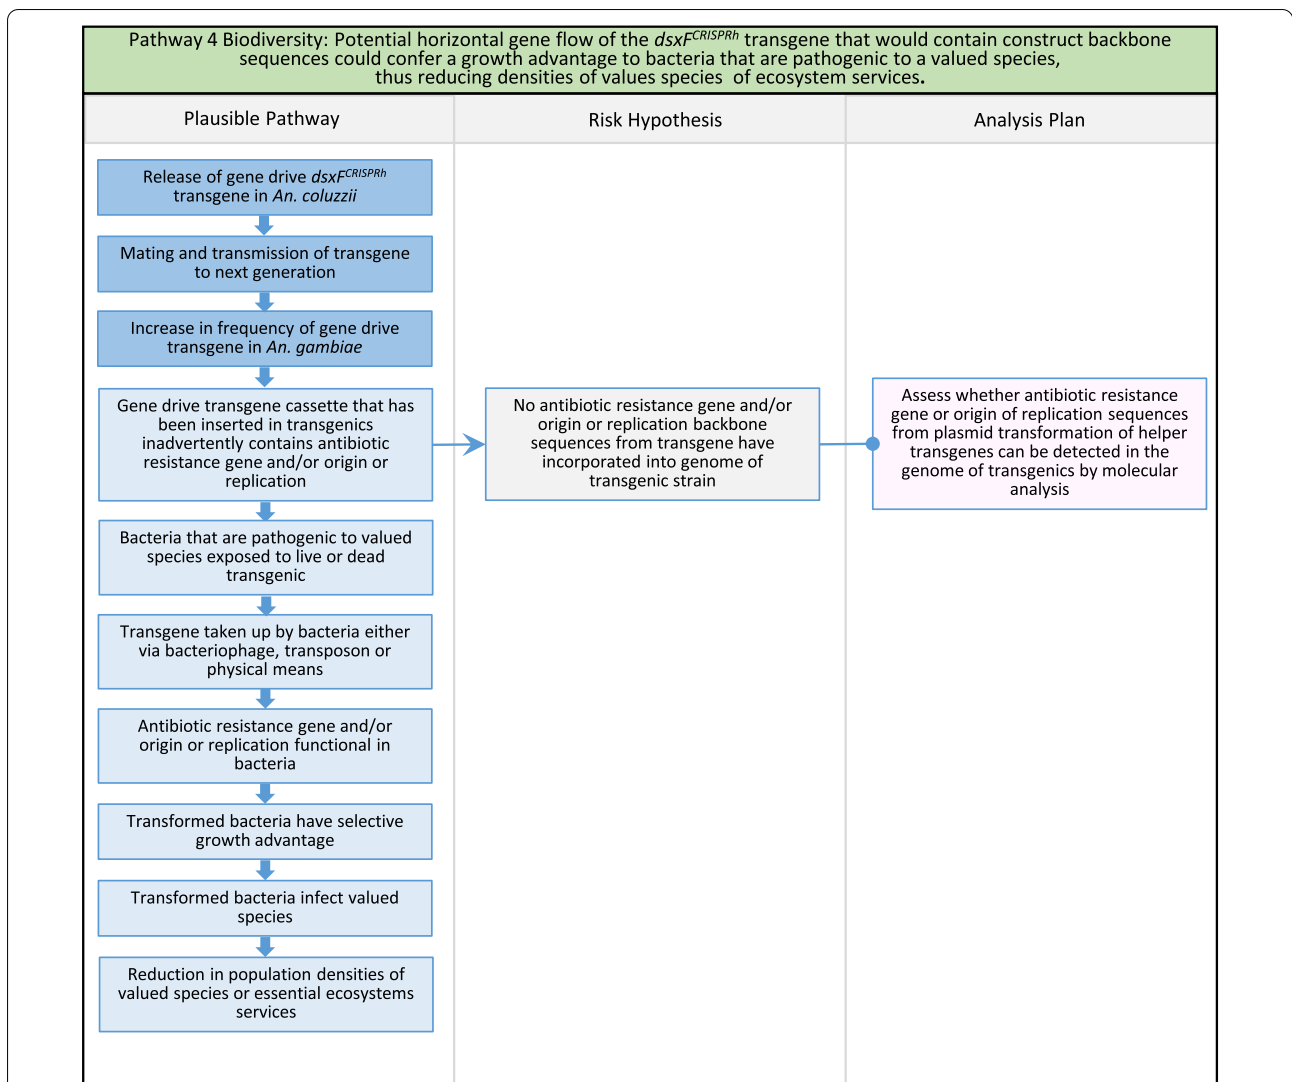 Pathway 4 Biodiversity: Potential horizontal gene flow of the dsxF^CRISPRh transgene that would contain construct backbone
sequences could confer a growth advantage to bacteria that are pathogenic to a valued species,
thus reducing densities of values species of ecosystem services.
Plausible Pathway
Risk Hypothesis
Analysis Plan
Release of gene drive dsxF^CRISPRh
transgene in An. coluzzii
Mating and transmission of transgene
to next generation
Increase in frequency of gene drive
transgene in An. gambiae
Gene drive transgene cassette that has
been inserted in transgenics
inadvertently contains antibiotic
resistance gene and/or origin or
replication
No antibiotic resistance gene and/or
origin or replication backbone
sequences from transgene have
incorporated into genome of
transgenic strain
Assess whether antibiotic resistance
gene or origin of replication sequences
from plasmid transformation of helper
transgenes can be detected in the
genome of transgenics by molecular
analysis
Bacteria that are pathogenic to valued
species exposed to live or dead
transgenic
Transgene taken up by bacteria either
via bacteriophage, transposon or
physical means
Antibiotic resistance gene and/or
origin or replication functional in
bacteria
Transformed bacteria have selective
growth advantage
Transformed bacteria infect valued
species
Reduction in population densities of
valued species or essential ecosystems
services